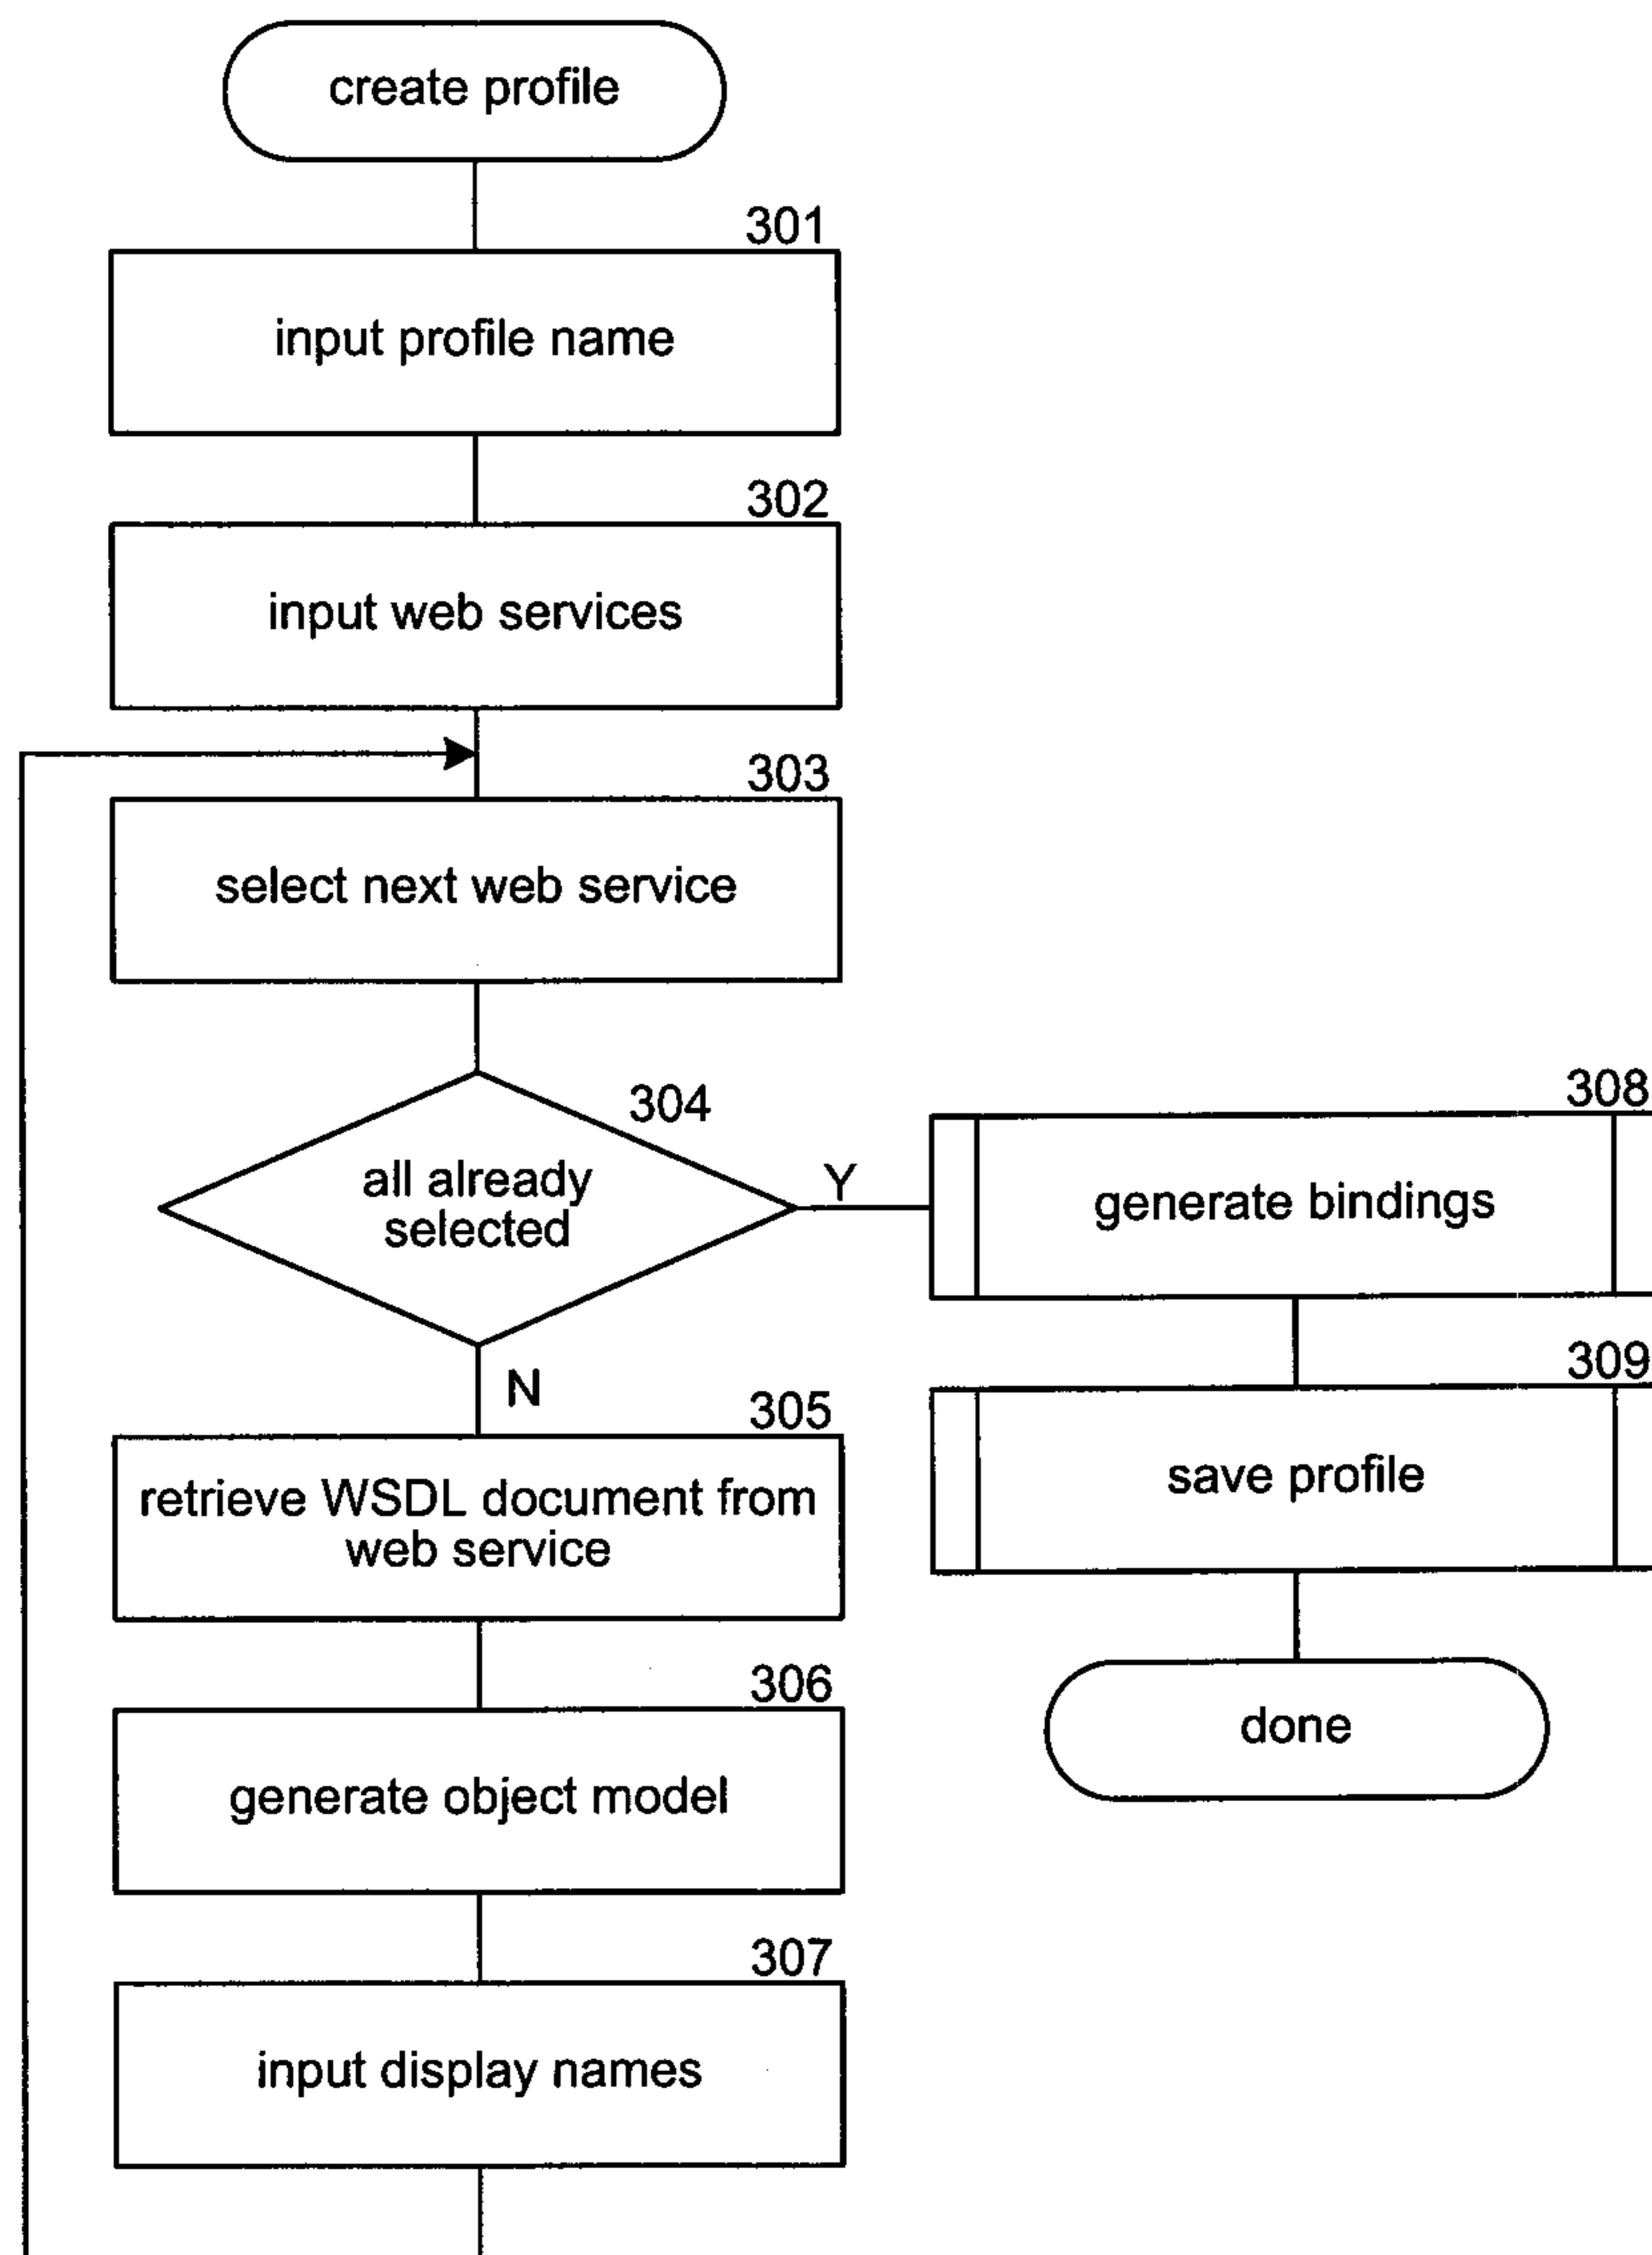 create profile
301
input profile name
302
input web services
303
select next web service
304
all already
selected
Y
N
305
retrieve WSDL document from
web service
306
generate object model
307
input display names
308
generate bindings
309
save profile
done